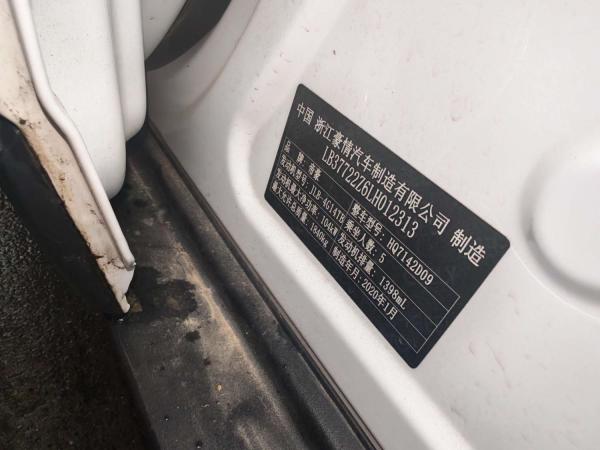 中国 浙江豪情汽车制造有限公司 制造
LB37722Z6LH012313
品 牌：帝豪 整车型号：HQ7142D09
发动机型号：JLB-4G14TB 乘坐人数：5
发动机最大净功率：104kW 发动机排量：1398mL
最大允许总质量：1840kg 制造年月：2020年1月